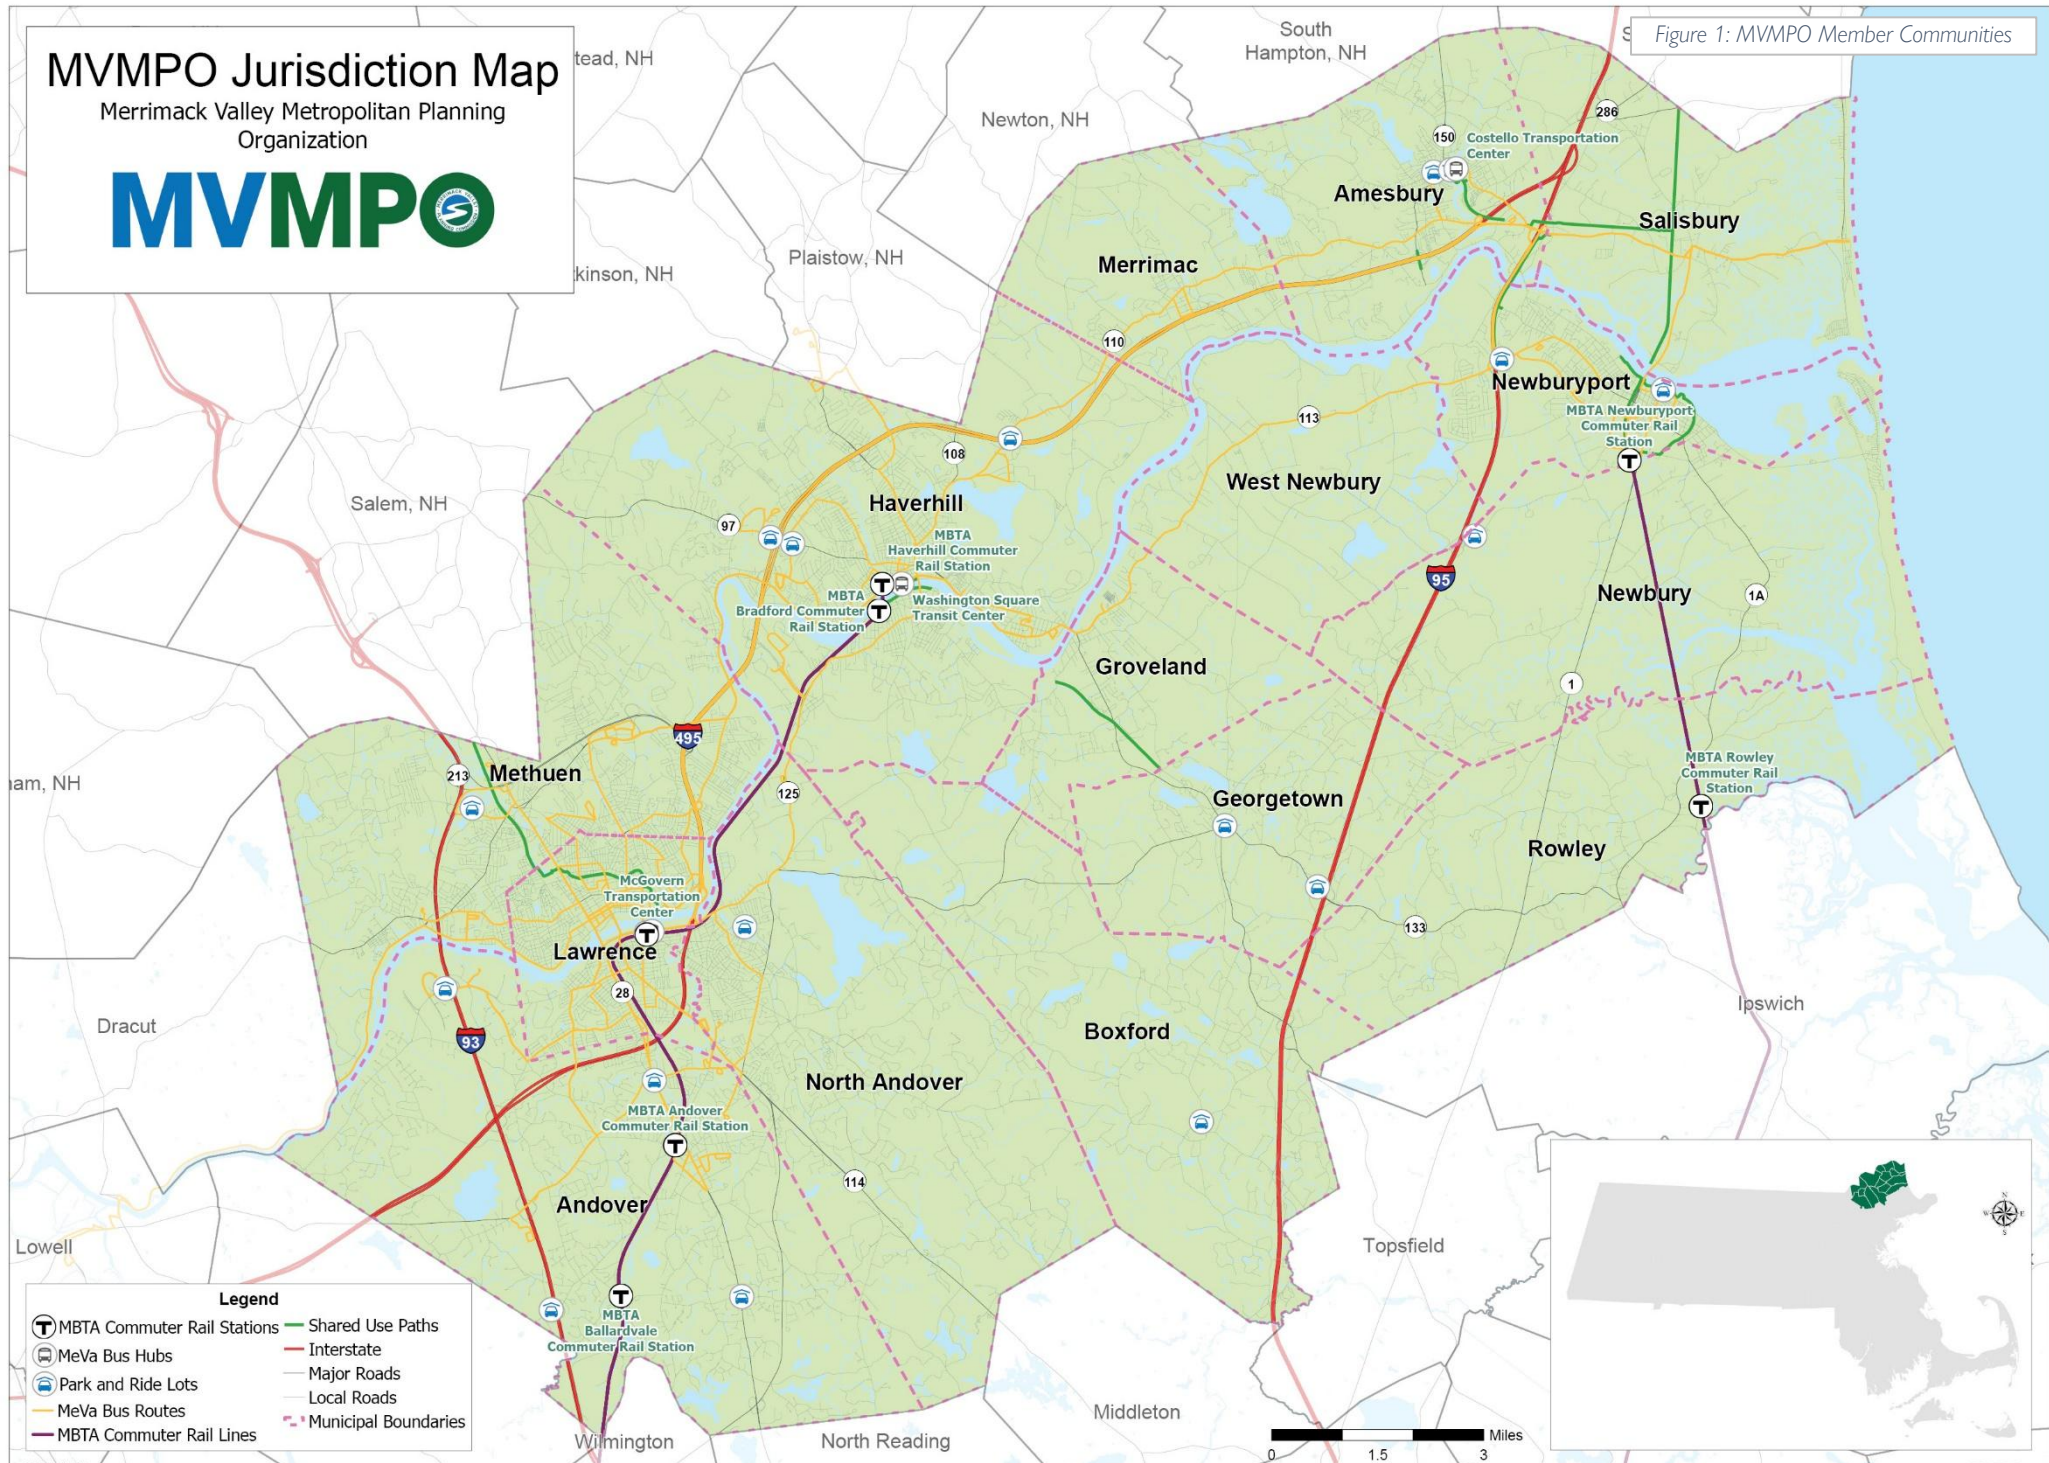 Figure 1: MVMPO Member Communities
MVMPO Jurisdiction Map
Merrimack Valley Metropolitan Planning
Organization
MVMPO
South
Hampton, NH
tead, NH
Newton, NH
kinson, NH
Plaistow, NH
Salem, NH
am, NH
Dracut
Lowell
Wilmington
North Reading
Middleton
Topsfield
Ipswich
286
150
Costello Transportation
Center
Amesbury
Salisbury
Merrimac
110
Newburyport
MBTA Newburyport
Commuter Rail
Station
113
108
West Newbury
Haverhill
97
MBTA
Haverhill Commuter
Rail Station
MBTA
Bradford Commuter
Rail Station
Washington Square
Transit Center
95
Newbury
1A
Groveland
1
495
MBTA Rowley
Commuter Rail
Station
213
Methuen
125
Georgetown
Rowley
McGovern
Transportation
Center
133
Lawrence
28
93
Boxford
North Andover
MBTA Andover
Commuter Rail Station
114
Andover
MBTA
Ballardvale
Commuter Rail Station
Legend
MBTA Commuter Rail Stations
MeVa Bus Hubs
Park and Ride Lots
MeVa Bus Routes
MBTA Commuter Rail Lines
Shared Use Paths
Interstate
Major Roads
Local Roads
Municipal Boundaries
Miles
0 1.5 3
N
W E
S